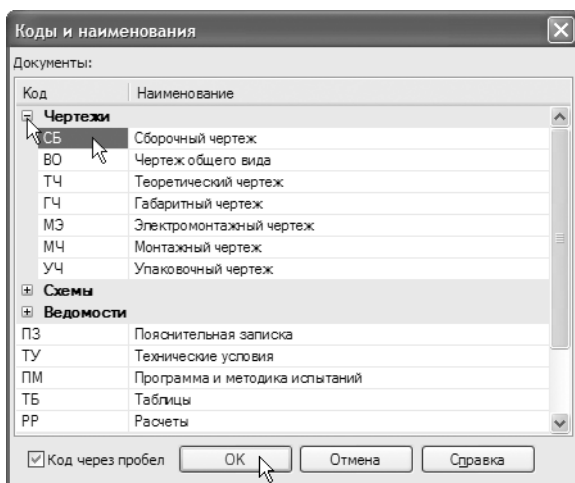 Коды и наименования
Документы:
Код Наименование
Чертежи
СБ Сборочный чертеж
ВО Чертеж общего вида
ТЧ Теоретический чертеж
ГЧ Габаритный чертеж
МЭ Электромонтажный чертеж
МЧ Монтажный чертеж
УЧ Упаковочный чертеж
Схемы
Ведомости
ПЗ Пояснительная записка
ТУ Технические условия
ПМ Программа и методика испытаний
ТБ Таблицы
РР Расчеты
Код через пробел OK Отмена Справка